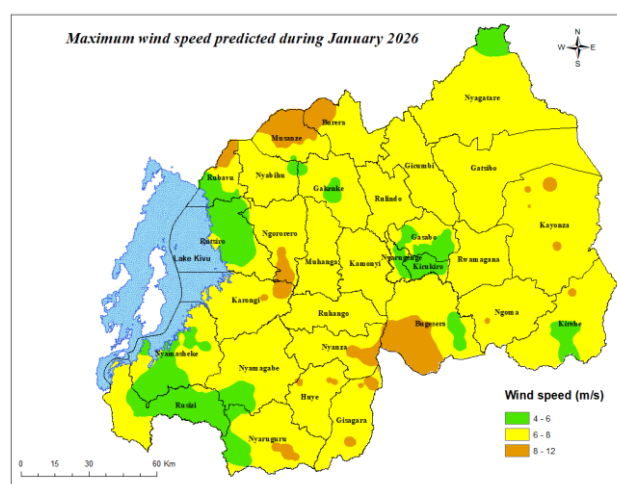 Maximum wind speed predicted during January 2026
N
W E
S
Nyagatare
Burera
Musanze
Gicumbi
Gatsibo
Rubavu
Nyabihu
Gakenke
Rulindo
Kayonza
Rutsiro
Ngororero
Gasabo
Lake Kivu
Muhanga
Kamonyi
Nyarugenge
Kicukiro
Rwamagana
Karongi
Ruhango
Bugesera
Ngoma
Kirehe
Nyamasheke
Nyanza
Nyamagabe
Huye
Rusizi
Gisagara
Nyaruguru
Wind speed (m/s)
4 - 6
6 - 8
8 - 12
0 15 30 60 Km